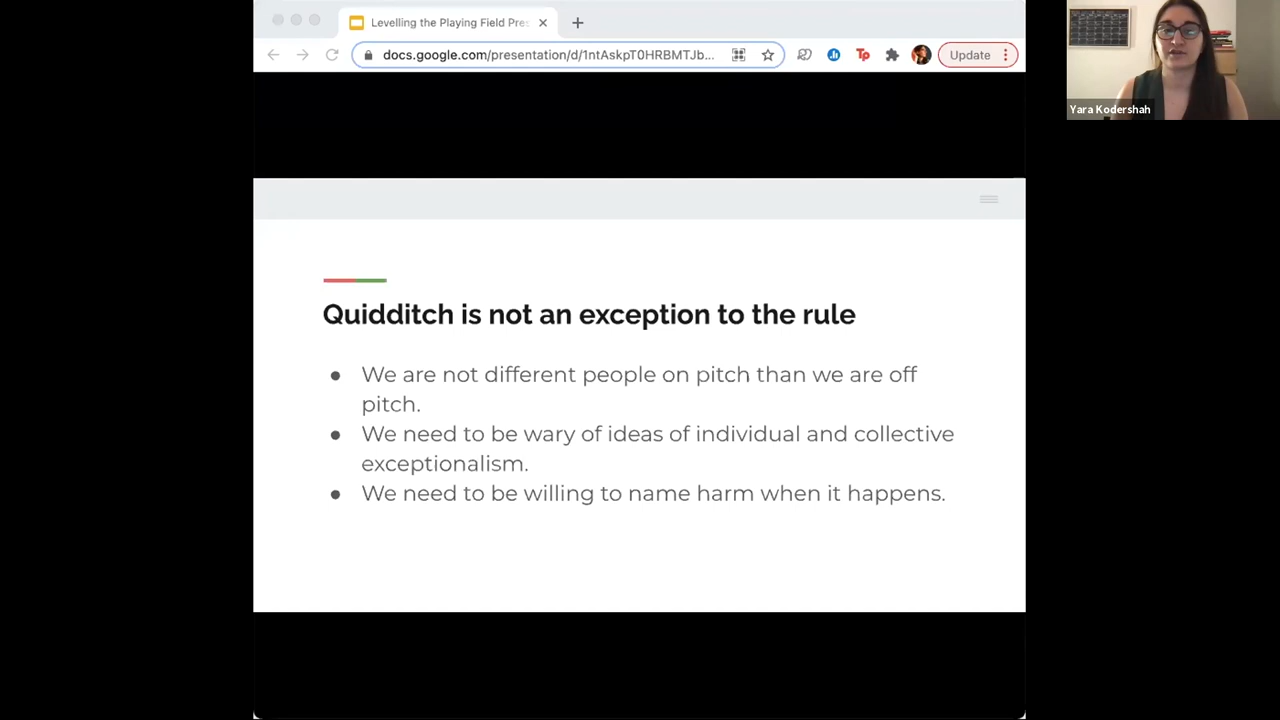 Levelling the Playing Field Pres
docs.google.com/presentation/d/1ntAskpT0HRBMTJb...
Tp
Update
Yara Kodershah
Quidditch is not an exception to the rule
● We are not different people on pitch than we are off
pitch.
● We need to be wary of ideas of individual and collective
exceptionalism.
● We need to be willing to name harm when it happens.